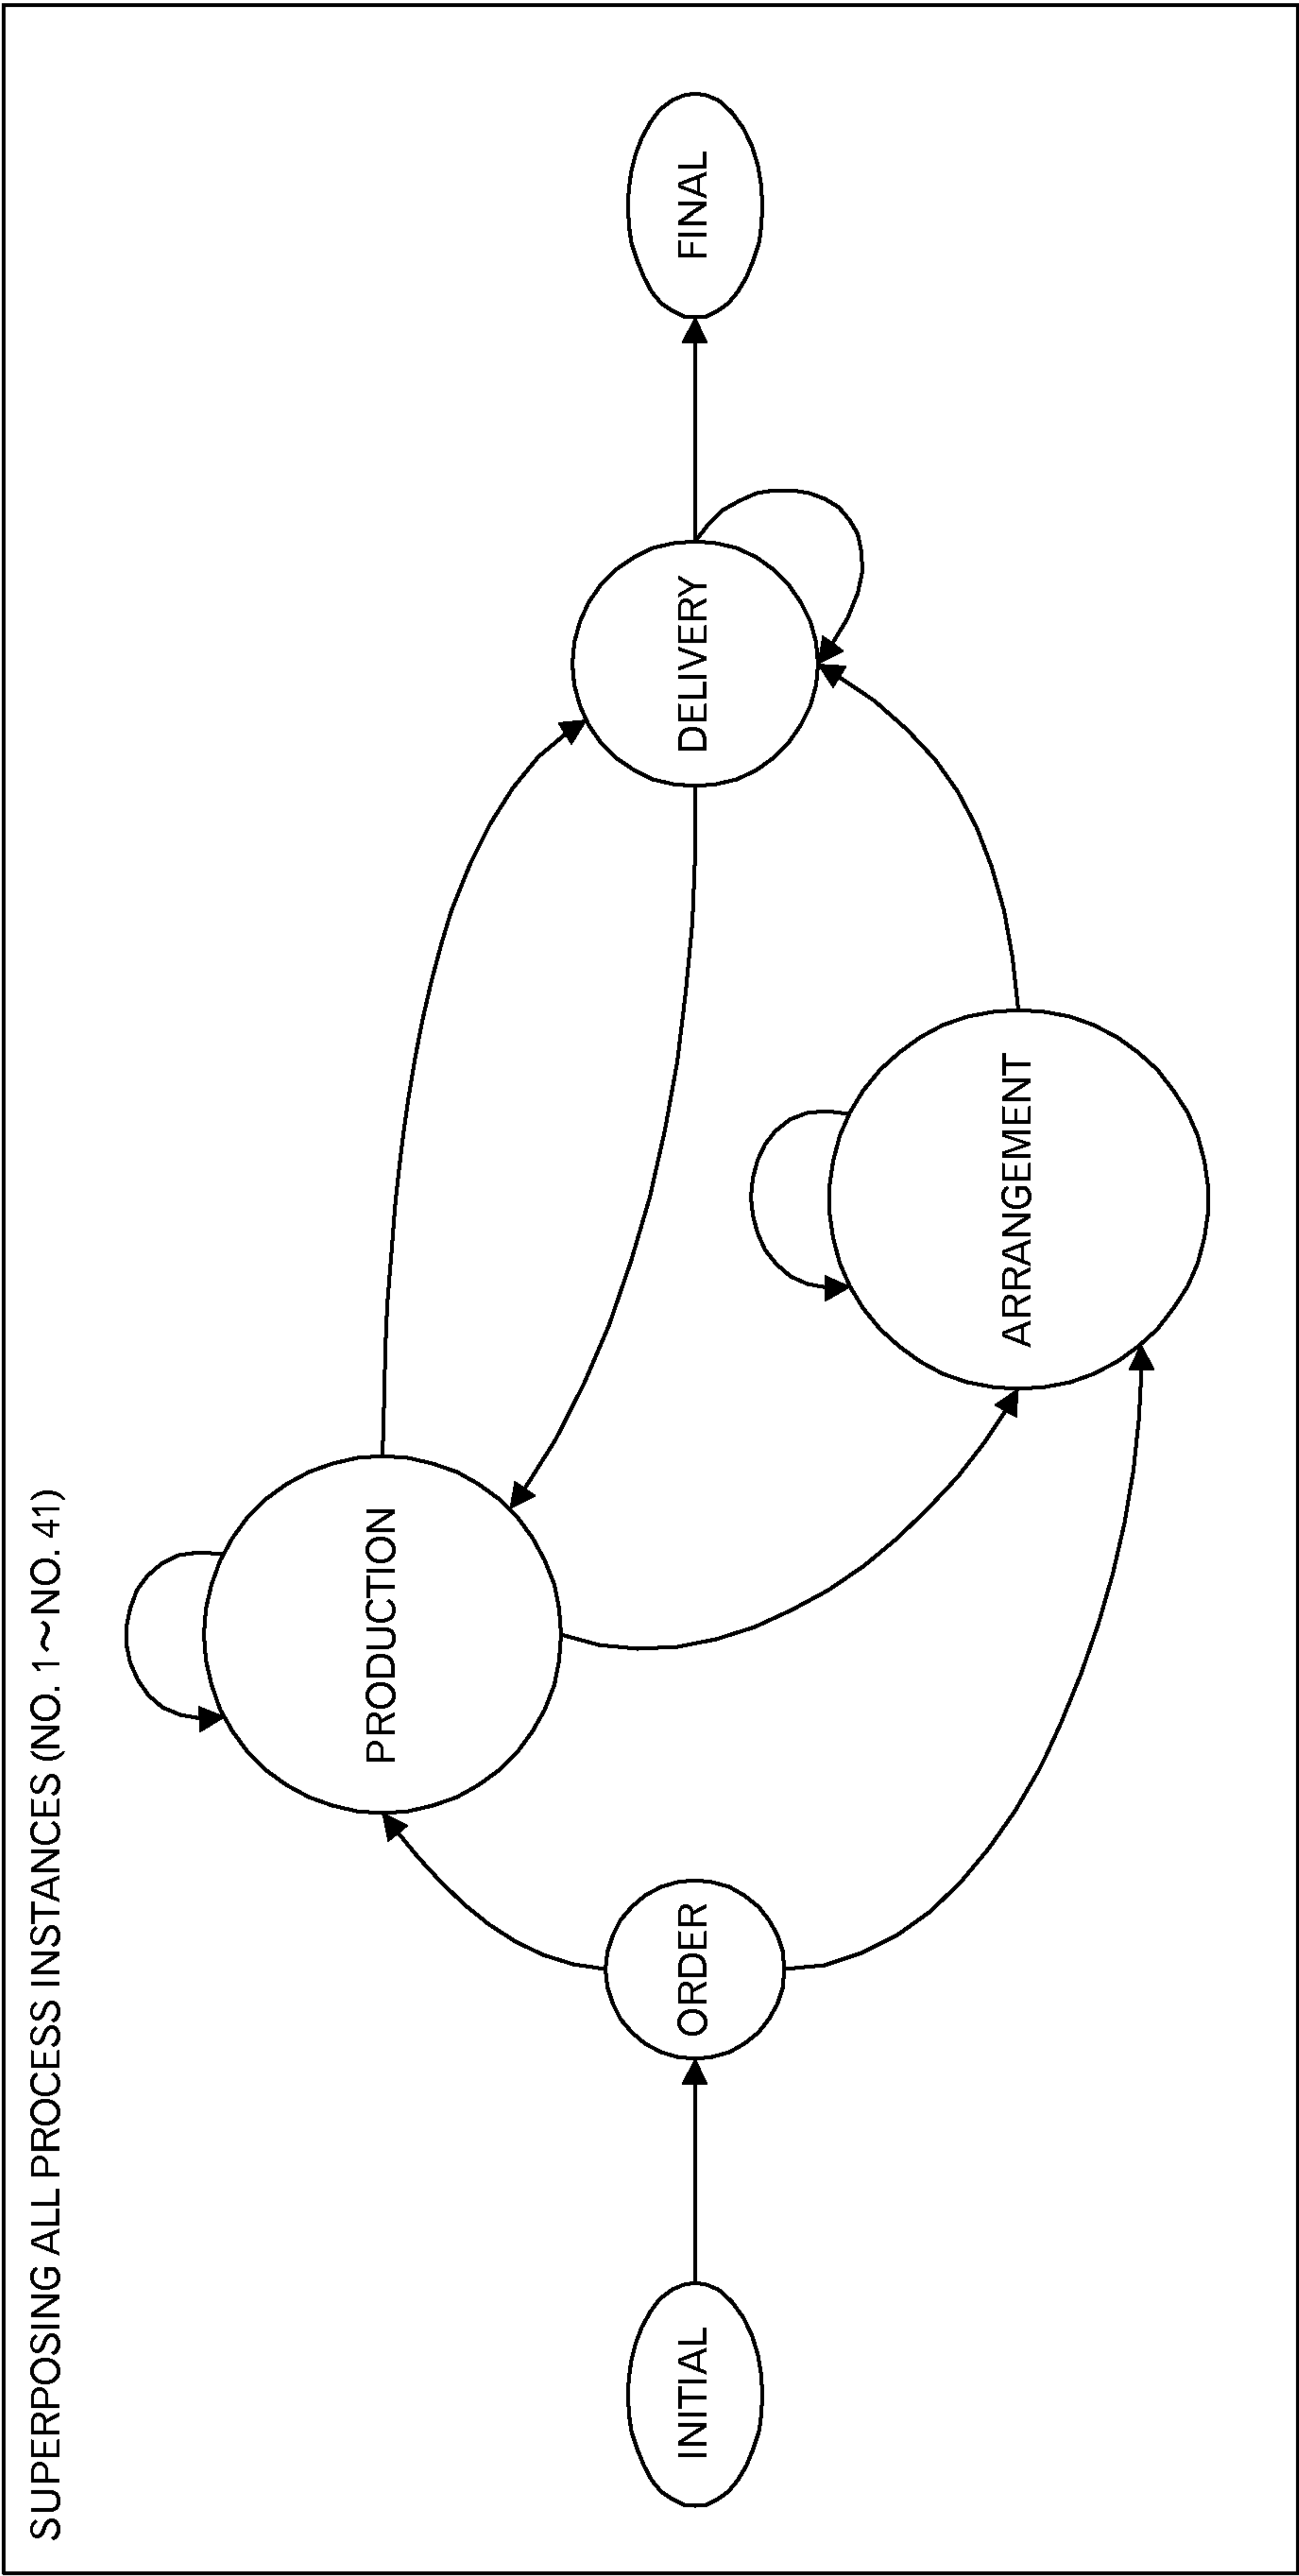 SUPERPOSING ALL PROCESS INSTANCES (NO. 1~NO. 41)
INITIAL
ORDER
PRODUCTION
ARRANGEMENT
DELIVERY
FINAL